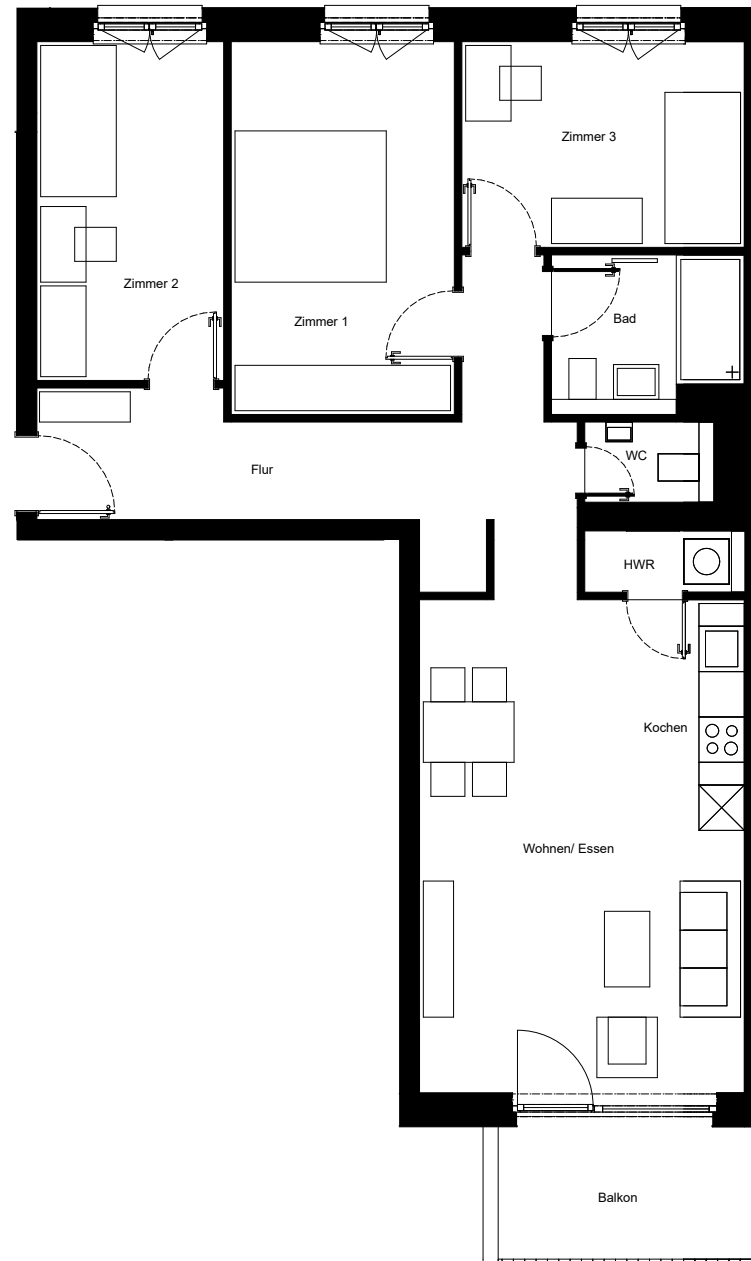 Zimmer 3
Zimmer 2
Zimmer 1
Bad
WC
Flur
HWR
Kochen
Wohnen/ Essen
Balkon